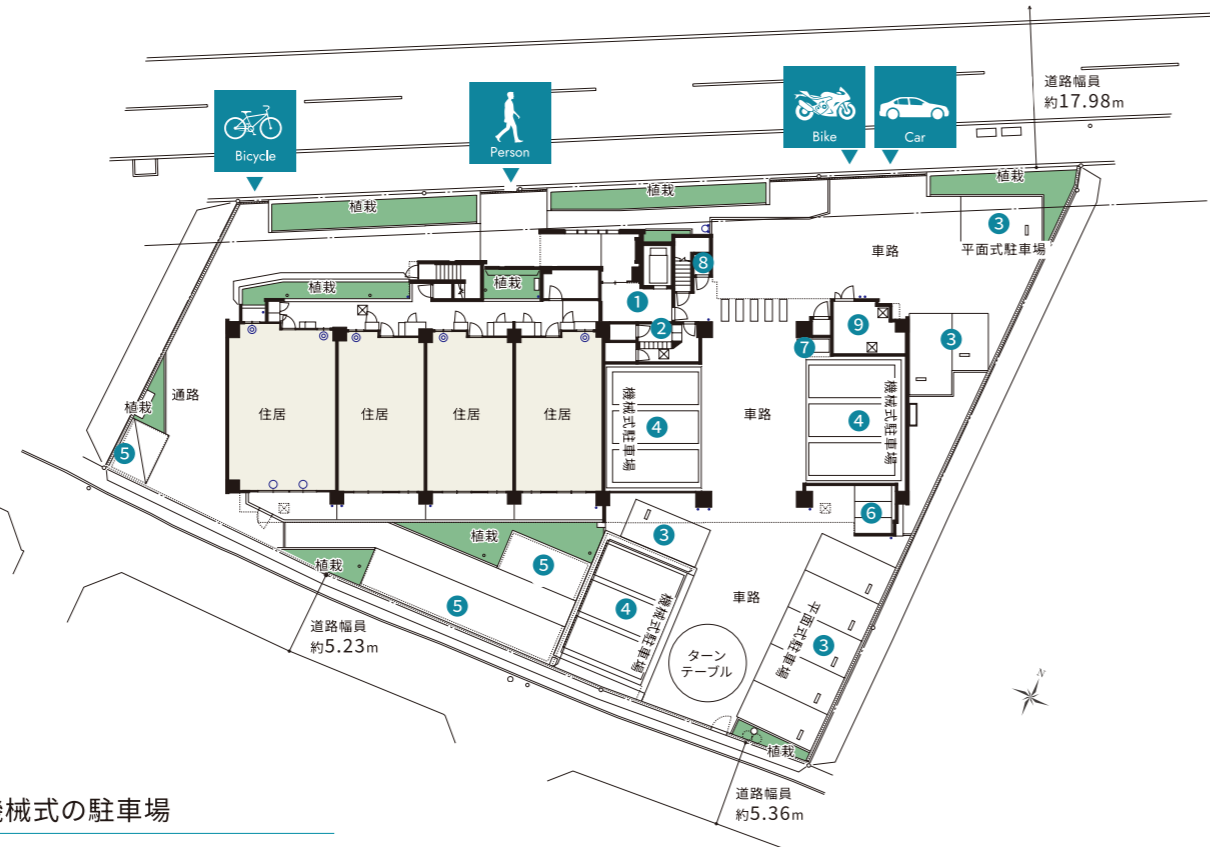 道路幅員
約17.98m
Bicycle
Person
Bike
Car
植栽
植栽
植栽
3
平面式駐車場
車路
8
植栽
植栽
1
2
9
7
3
通路
植栽
5
住居
住居
住居
住居
機械式駐車場
4
車路
機械式駐車場
4
6
植栽
3
5
植栽
5
4
機械式駐車場
車路
ターン
テーブル
平面式駐車場
3
道路幅員
約5.23m
植栽
N
道路幅員
約5.36m
械式の駐車場